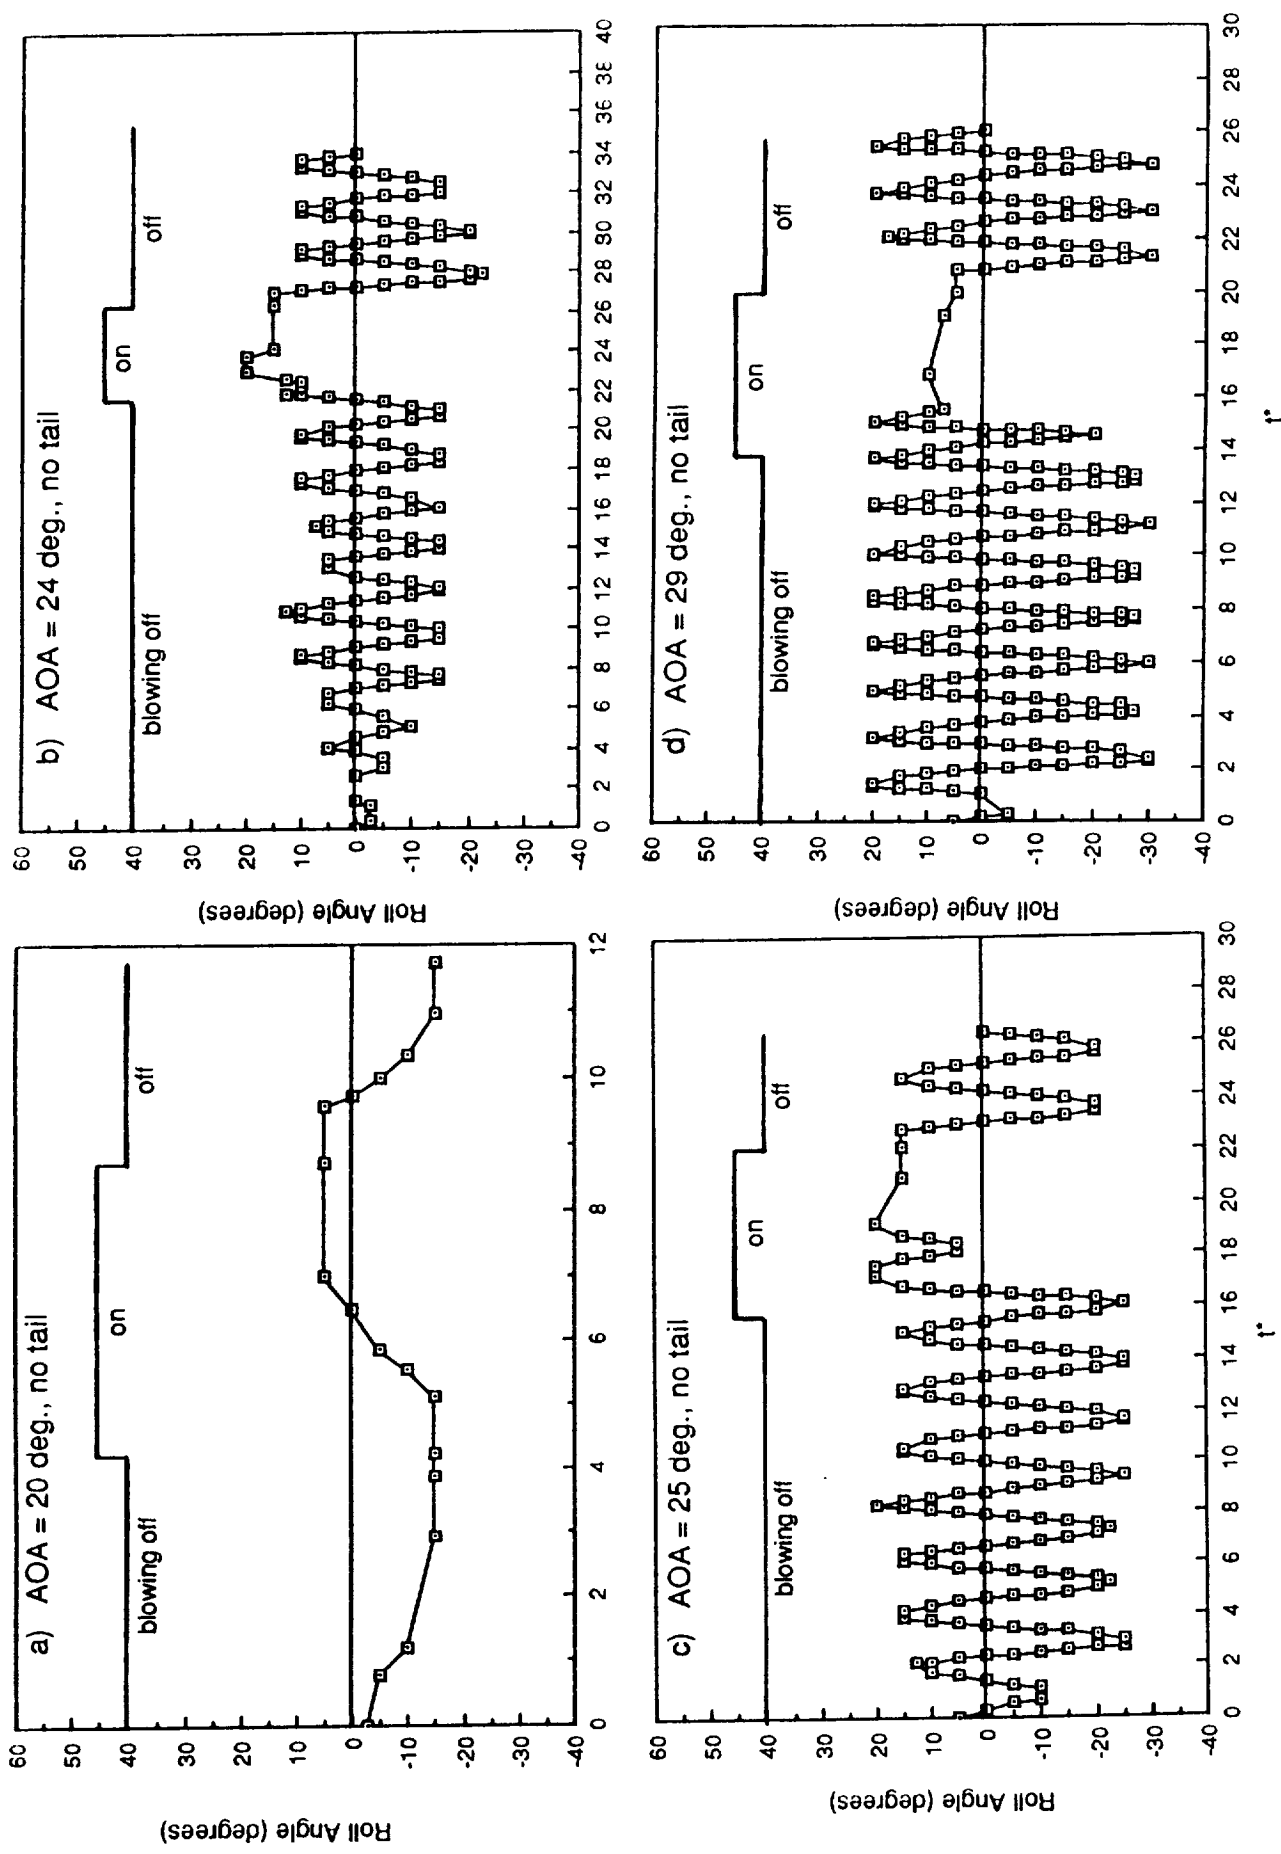 a) AOA = 20 deg., no tail
60
50
40
30
20
10
0
-10
-20
-30
-40
Roll Angle (degrees)
blowing off
on
off
0 2 4 6 8 10 12
b) AOA = 24 deg., no tail
60
50
40
30
20
10
0
-10
-20
-30
-40
Roll Angle (degrees)
blowing off
on
off
0 2 4 6 8 10 12 14 16 18 20 22 24 26 28 30 32 34 36 38 40
c) AOA = 25 deg., no tail
60
50
40
30
20
10
0
-10
-20
-30
-40
Roll Angle (degrees)
blowing off
on
off
0 2 4 6 8 10 12 14 16 18 20 22 24 26 28 30
t*
d) AOA = 29 deg., no tail
60
50
40
30
20
10
0
-10
-20
-30
-40
Roll Angle (degrees)
blowing off
on
off
0 2 4 6 8 10 12 14 16 18 20 22 24 26 28 30
t*